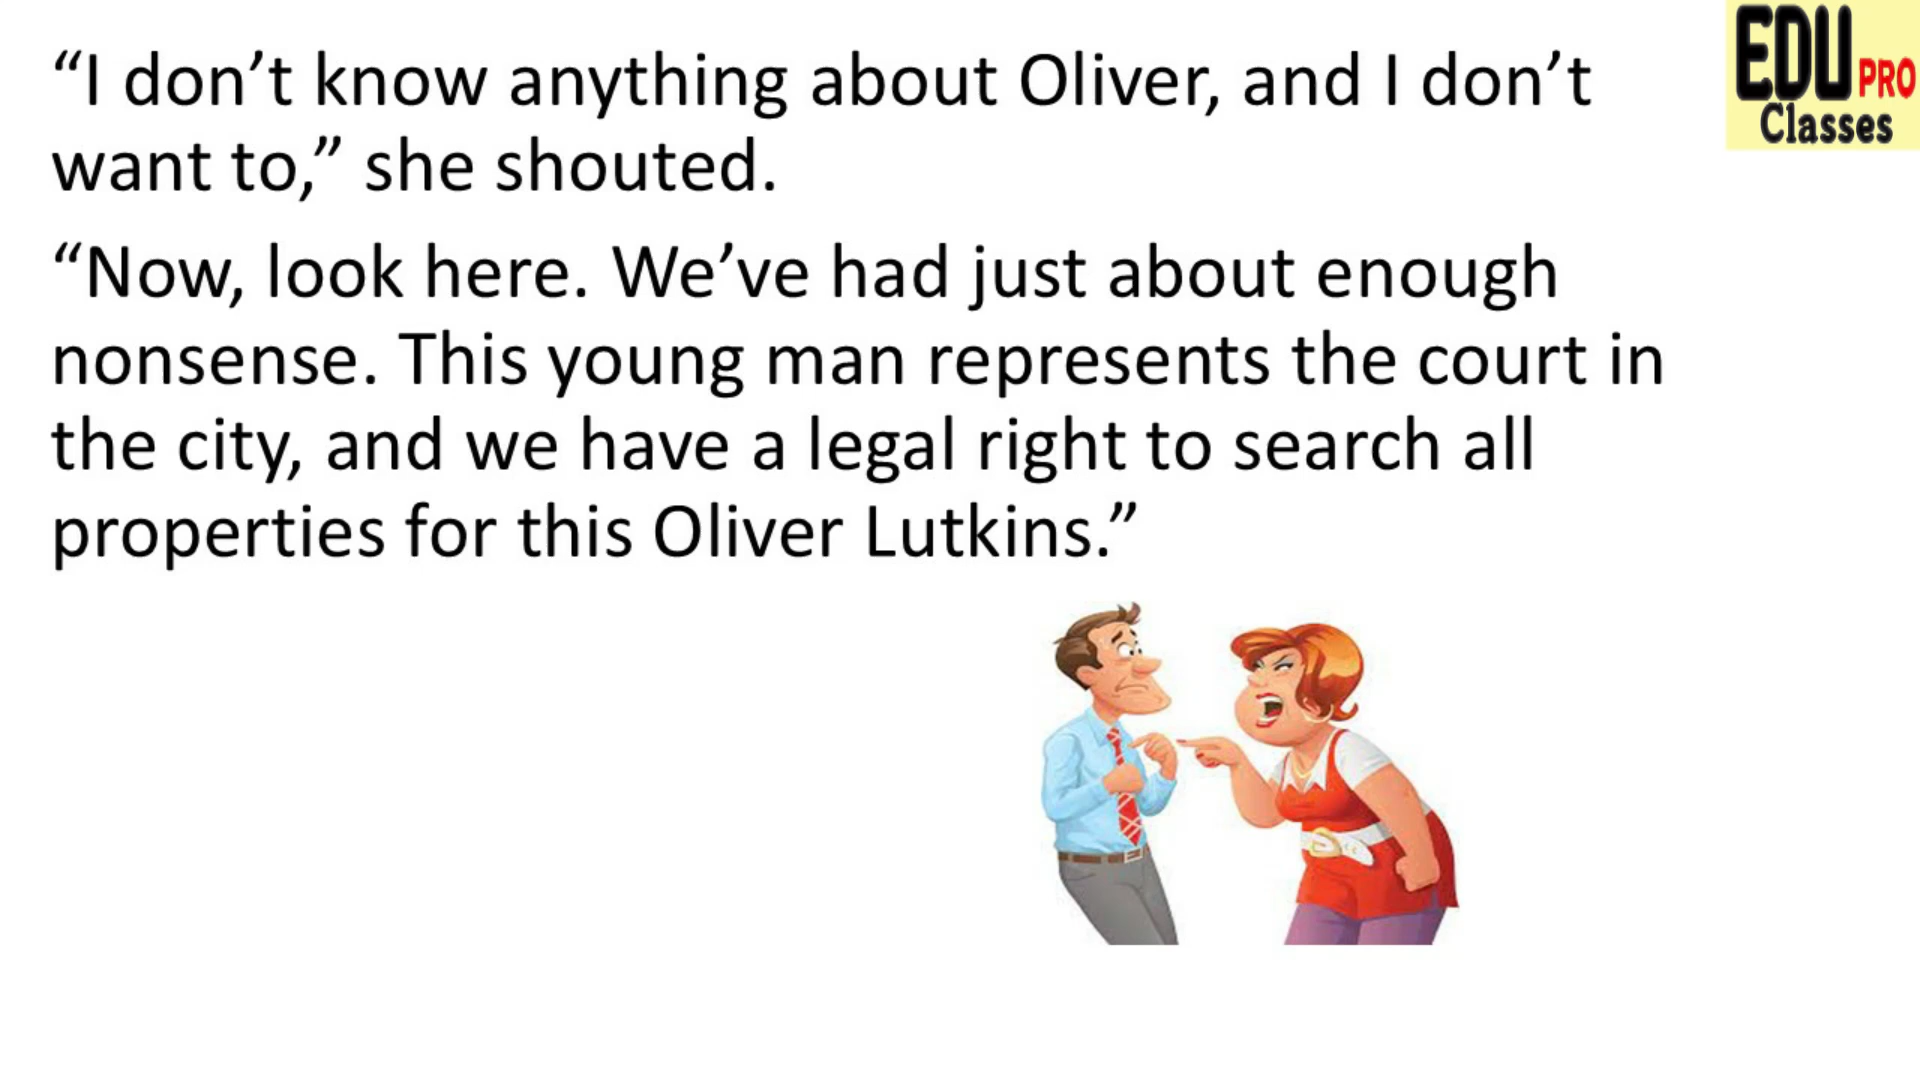 “I don’t know anything about Oliver, and I don’t
want to,” she shouted.
“Now, look here. We’ve had just about enough
nonsense. This young man represents the court in
the city, and we have a legal right to search all
properties for this Oliver Lutkins.”
EDU PRO
Classes